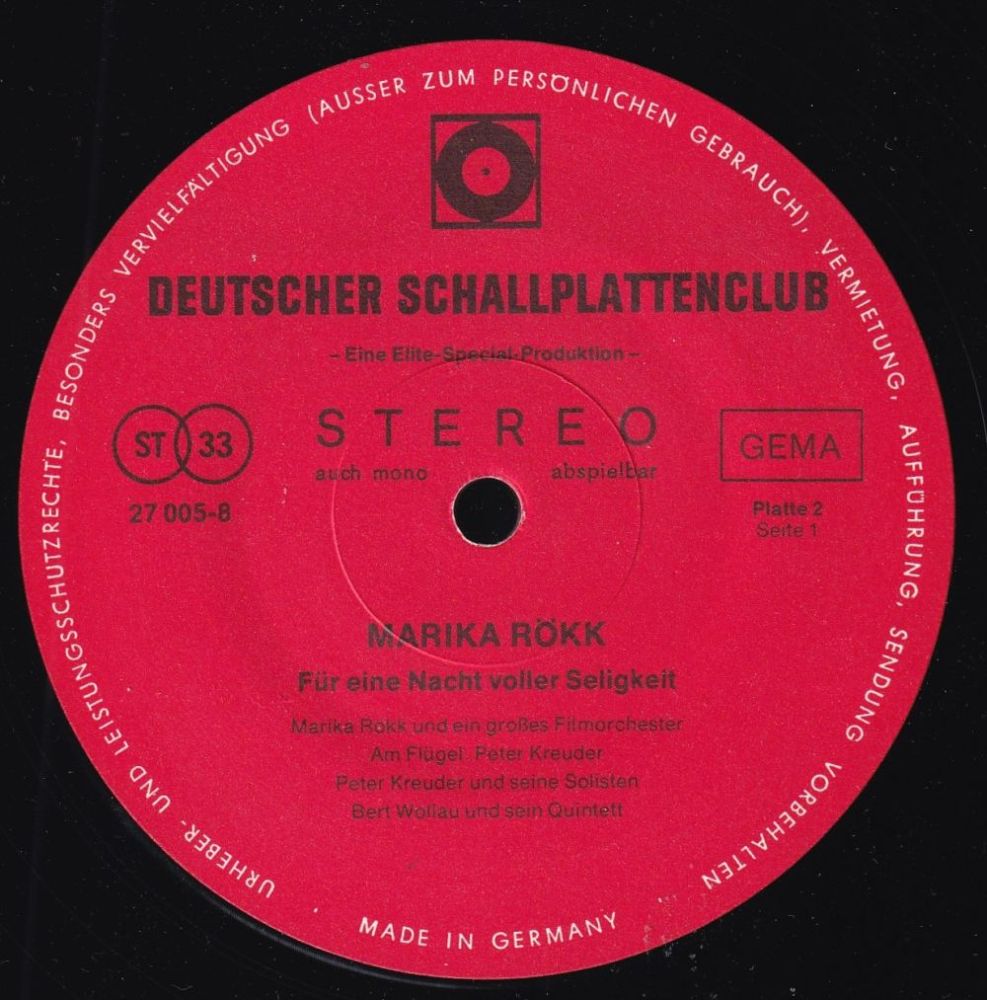 URHEBER- UND LEISTUNGSSCHUTZRECHTE, BESONDERS VERVIELFÄLTIGUNG (AUSSER ZUM PERSÖNLICHEN GEBRAUCH), VERMIETUNG, AUFFÜHRUNG, SENDUNG VORBEHALTEN
DEUTSCHER SCHALLPLATTENCLUB
– Eine Elite-Special-Produktion –
STEREO
auch mono abspielbar
ST 33
27 005-8
GEMA
Platte 2
Seite 1
MARIKA RÖKK
Für eine Nacht voller Seligkeit
Marika Rökk und ein großes Filmorchester
Am Flügel: Peter Kreuder
Peter Kreuder und seine Solisten
Bert Wollau und sein Quintett
MADE IN GERMANY